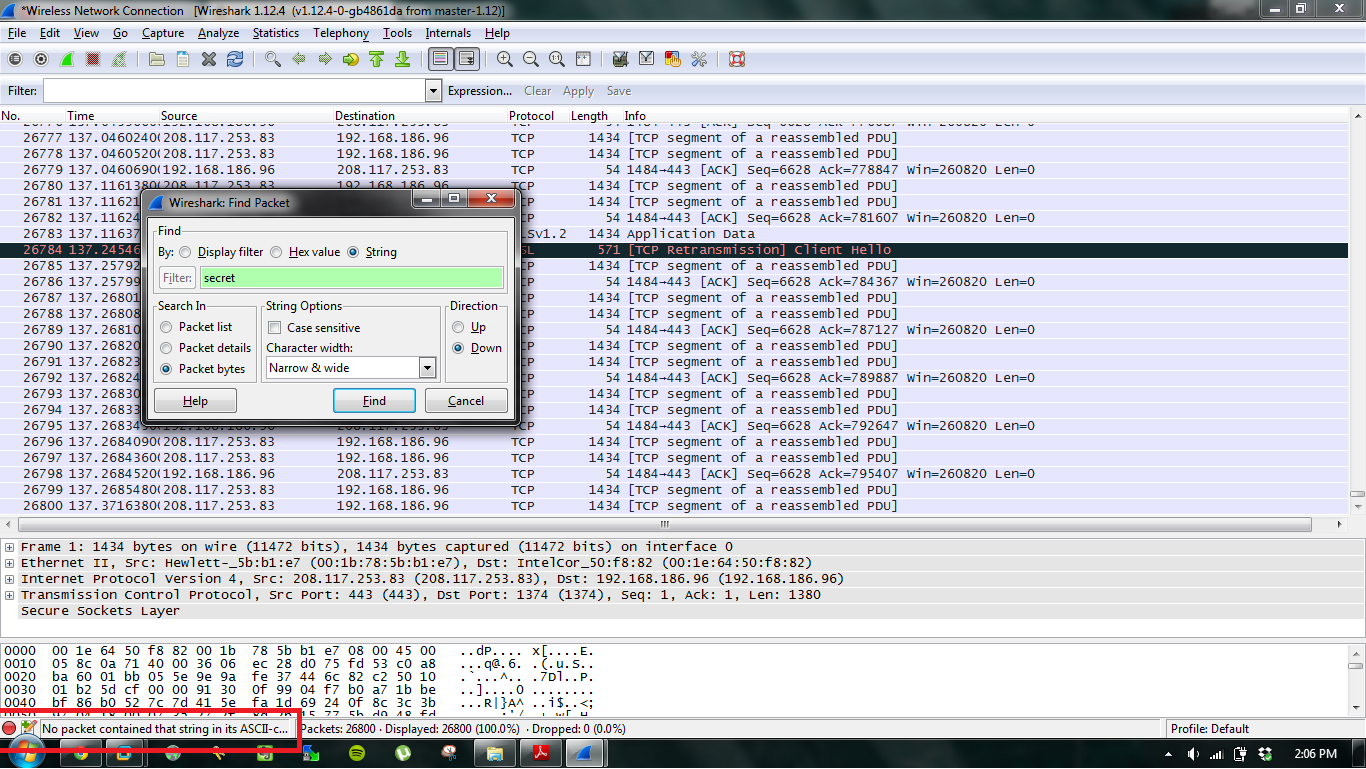 *Wireless Network Connection [Wireshark 1.12.4 (v1.12.4-0-gb4861da from master-1.12)]
File Edit View Go Capture Analyze Statistics Telephony Tools Internals Help
Filter: Expression... Clear Apply Save
No. Time Source Destination Protocol Length Info
26777 137.04602400 208.117.253.83 192.168.186.96 TCP 1434 [TCP segment of a reassembled PDU]
26778 137.04605200 208.117.253.83 192.168.186.96 TCP 1434 [TCP segment of a reassembled PDU]
26779 137.04606900 192.168.186.96 208.117.253.83 TCP 54 1484→443 [ACK] Seq=6628 Ack=778847 Win=260820 Len=0
26780 137.11613800 208.117.253.83 192.168.186.96 TCP 1434 [TCP segment of a reassembled PDU]
26781 137.11621 TCP 1434 [TCP segment of a reassembled PDU]
26782 137.11624 TCP 54 1484→443 [ACK] Seq=6628 Ack=781607 Win=260820 Len=0
26783 137.11637 LSv1.2 1434 Application Data
26784 137.24546 SL 571 [TCP Retransmission] Client Hello
26785 137.25792 TCP 1434 [TCP segment of a reassembled PDU]
26786 137.25799 TCP 54 1484→443 [ACK] Seq=6628 Ack=784367 Win=260820 Len=0
26787 137.26801 TCP 1434 [TCP segment of a reassembled PDU]
26788 137.26808 TCP 1434 [TCP segment of a reassembled PDU]
26789 137.26810 TCP 54 1484→443 [ACK] Seq=6628 Ack=787127 Win=260820 Len=0
26790 137.26820 TCP 1434 [TCP segment of a reassembled PDU]
26791 137.26823 TCP 1434 [TCP segment of a reassembled PDU]
26792 137.26824 TCP 54 1484→443 [ACK] Seq=6628 Ack=789887 Win=260820 Len=0
26793 137.26830 TCP 1434 [TCP segment of a reassembled PDU]
26794 137.26833 TCP 1434 [TCP segment of a reassembled PDU]
26795 137.26834 192.168.186.96 208.117.253.83 TCP 54 1484→443 [ACK] Seq=6628 Ack=792647 Win=260820 Len=0
26796 137.26840900 208.117.253.83 192.168.186.96 TCP 1434 [TCP segment of a reassembled PDU]
26797 137.26843600 208.117.253.83 192.168.186.96 TCP 1434 [TCP segment of a reassembled PDU]
26798 137.26845200 192.168.186.96 208.117.253.83 TCP 54 1484→443 [ACK] Seq=6628 Ack=795407 Win=260820 Len=0
26799 137.26854800 208.117.253.83 192.168.186.96 TCP 1434 [TCP segment of a reassembled PDU]
26800 137.37163800 208.117.253.83 192.168.186.96 TCP 1434 [TCP segment of a reassembled PDU]
Wireshark: Find Packet
Find
By: Display filter Hex value String
Filter: secret
Search In String Options Direction
Packet list Case sensitive Up
Packet details Character width: Down
Packet bytes Narrow & wide
Help Find Cancel
Frame 1: 1434 bytes on wire (11472 bits), 1434 bytes captured (11472 bits) on interface 0
Ethernet II, Src: Hewlett-_5b:b1:e7 (00:1b:78:5b:b1:e7), Dst: IntelCor_50:f8:82 (00:1e:64:50:f8:82)
Internet Protocol Version 4, Src: 208.117.253.83 (208.117.253.83), Dst: 192.168.186.96 (192.168.186.96)
Transmission Control Protocol, Src Port: 443 (443), Dst Port: 1374 (1374), Seq: 1, Ack: 1, Len: 1380
Secure Sockets Layer
0000 00 1e 64 50 f8 82 00 1b 78 5b b1 e7 08 00 45 00 ..dP.... x[....E.
0010 05 8c 0a 71 40 00 36 06 ec 28 d0 75 fd 53 c0 a8 ...q@.6. .(.u.S..
0020 ba 60 01 bb 05 5e 9e 9a fe 37 44 6c 82 c2 50 10 .`...^.. .7Dl..P.
0030 01 b2 5d cf 00 00 91 30 0f 99 04 f7 b0 a7 1b be ..]....0 ........
0040 bf 86 b0 52 7c 7d 41 5e fa 1d 69 24 0f 8c 3c 3b ...R|}A^ ..i$..<;
No packet contained that string in its ASCII-c... Packets: 26800 · Displayed: 26800 (100.0%) · Dropped: 0 (0.0%) Profile: Default
2:06 PM